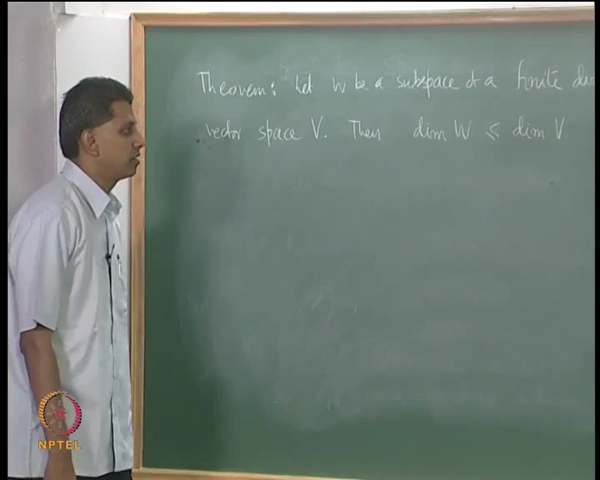 Theorem: Let W be a subspace of a finite
vector space V. Then dim W ≤ dim V.
NPTEL